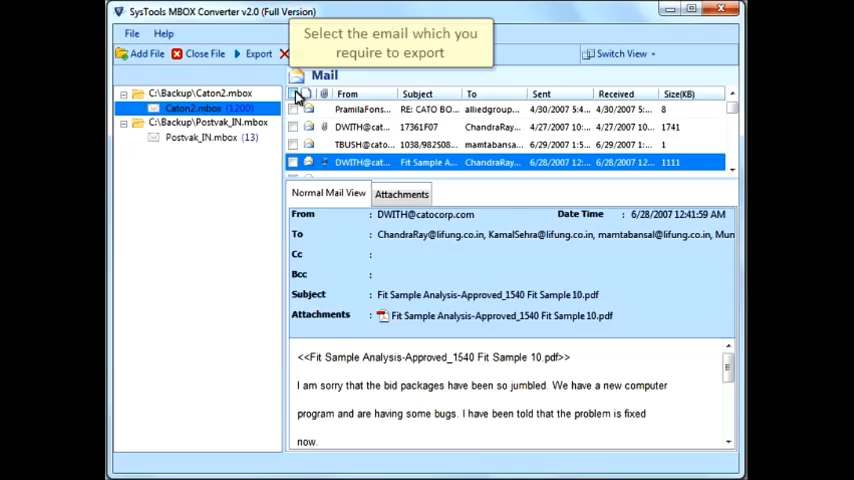 SysTools MBOX Converter v2.0 (Full Version)
File Help
Select the email which you
require to export
Add File Close File Export Switch View
Mail
C:\Backup\Caton2.mbox
Caton2.mbox (1200)
C:\Backup\Postvak_IN.mbox
Postvak_IN.mbox (13)
From Subject To Sent Received Size(KB)
PramilaFons... RE: CATO BO... alliedgroup... 4/30/2007 5:4... 4/30/2007 5:4... 8
DWITH@cat... 17361F07 ChandraRay... 4/27/2007 10:... 4/27/2007 10:... 1741
TBUSH@cat... 1038/982S08... mamtabansa... 6/29/2007 1:5... 6/29/2007 1:5... 1
DWITH@cat... Fit Sample A... ChandraRay... 6/28/2007 12:... 6/28/2007 12:... 1111
Normal Mail View Attachments
From : DWITH@catocorp.com Date Time : 6/28/2007 12:41:59 AM
To : ChandraRay@lifung.co.in, KamalSehra@lifung.co.in, mamtabansal@lifung.co.in, Mun
Cc :
Bcc :
Subject : Fit Sample Analysis-Approved_1540 Fit Sample 10.pdf
Attachments : Fit Sample Analysis-Approved_1540 Fit Sample 10.pdf
<<Fit Sample Analysis-Approved_1540 Fit Sample 10.pdf>>
I am sorry that the bid packages have been so jumbled. We have a new computer
program and are having some bugs. I have been told that the problem is fixed
now.